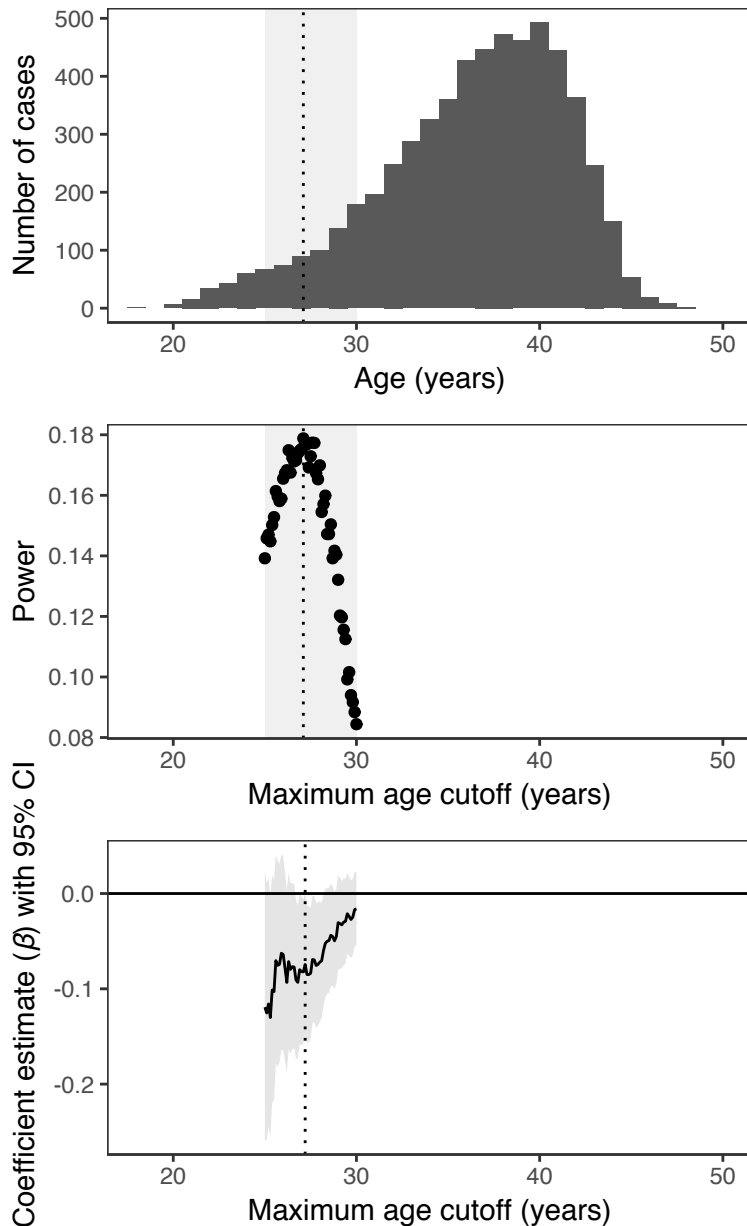 Number of cases
500
400
300
200
100
0
20 30 40 50
Age (years)
Power
0.18
0.16
0.14
0.12
0.10
0.08
20 30 40 50
Maximum age cutoff (years)
Coefficient estimate (β) with 95% CI
0.0
-0.1
-0.2
20 30 40 50
Maximum age cutoff (years)